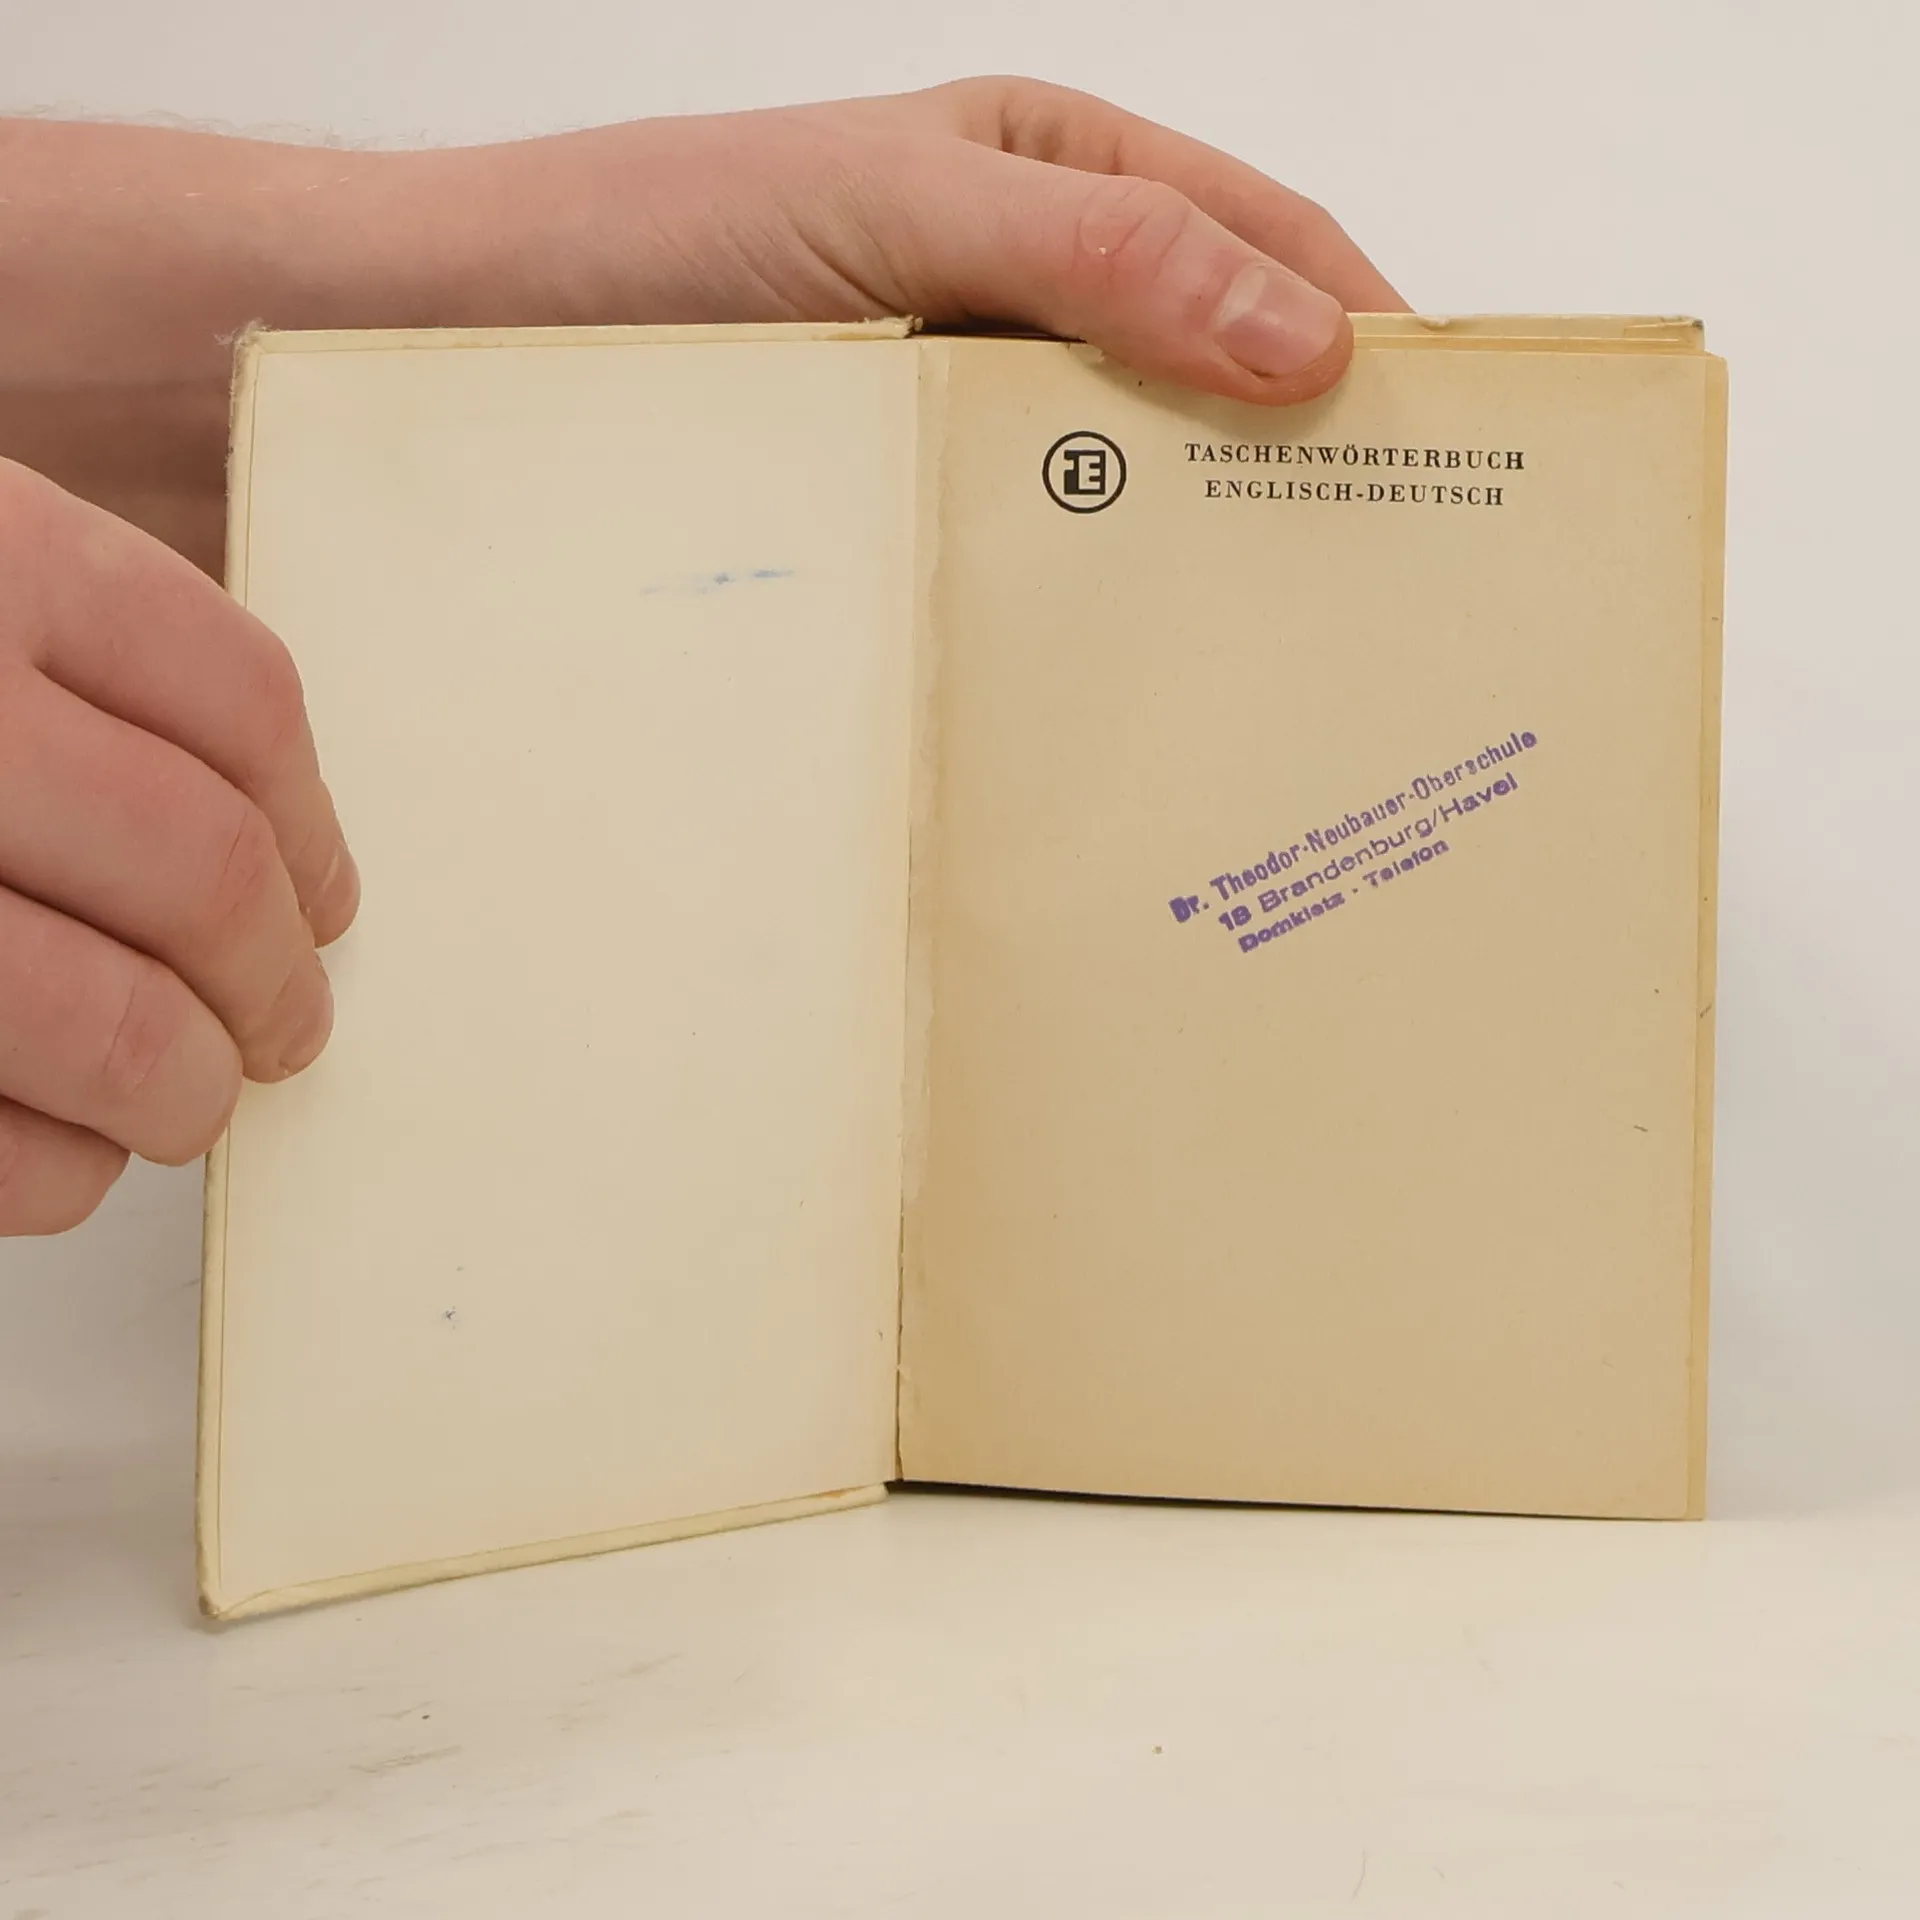 TASCHENWÖRTERBUCH
ENGLISCH-DEUTSCH
Dr. Theodor-Neubauer-Oberschule
18 Brandenburg/Havel
Domkietz · Telefon